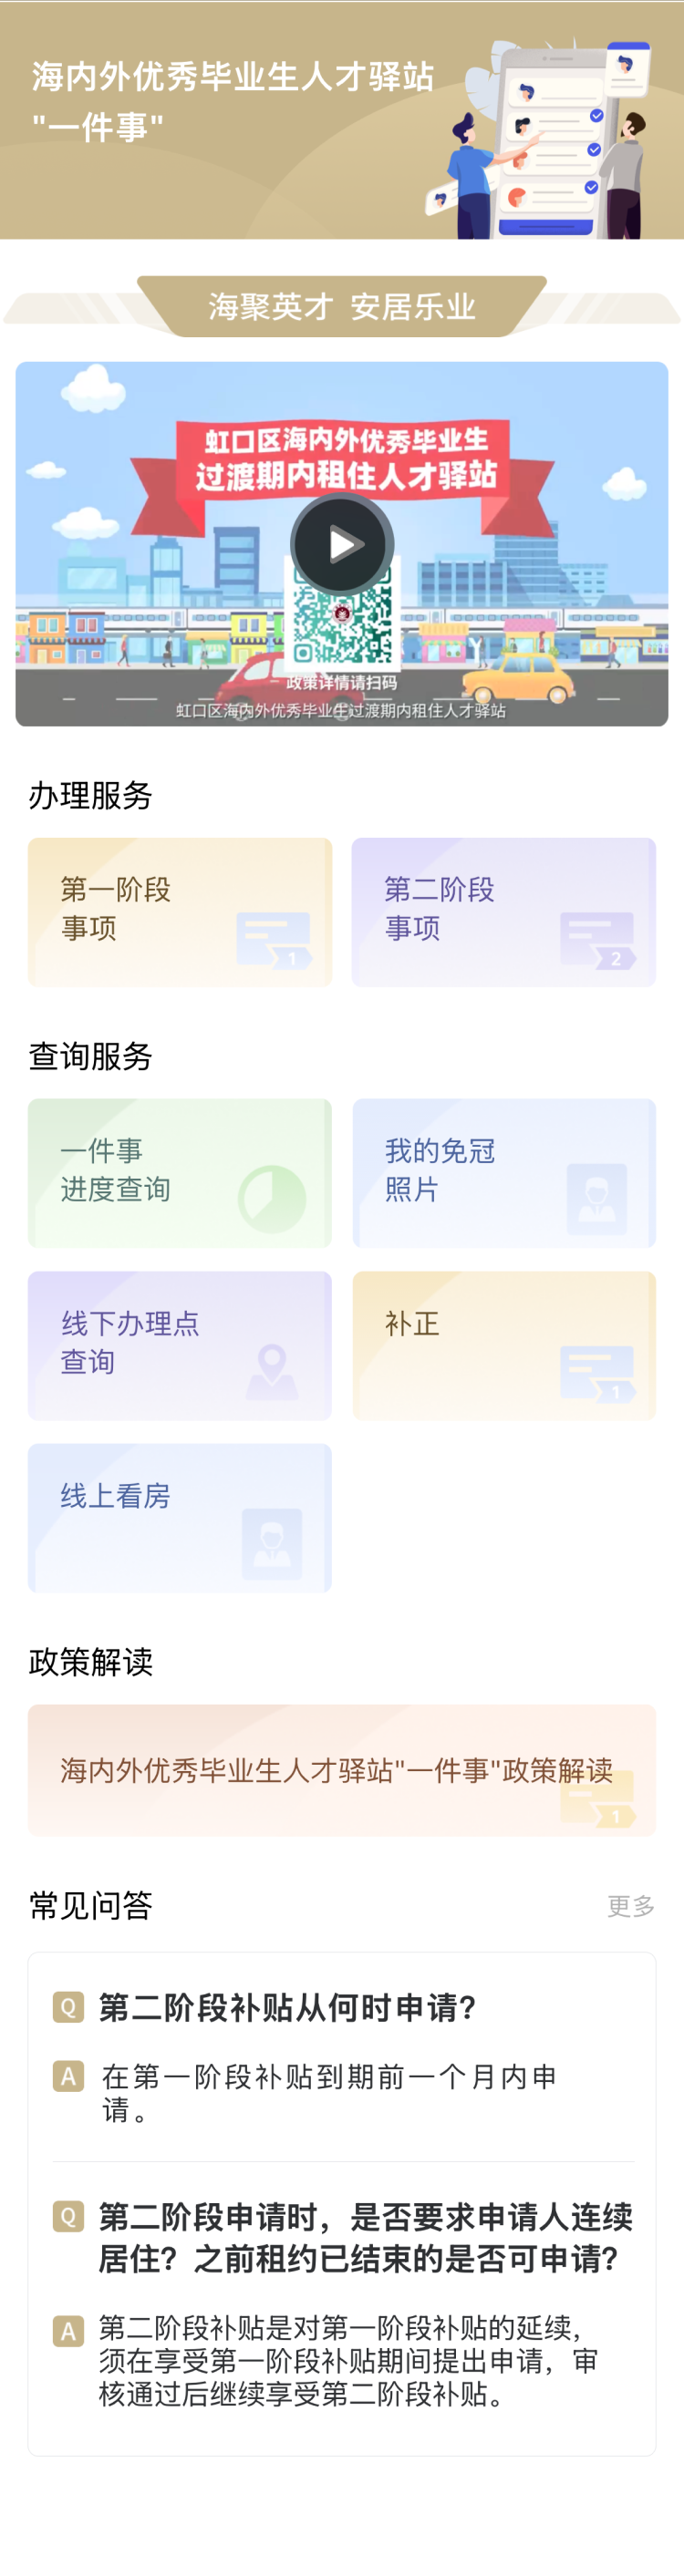 海内外优秀毕业生人才驿站
"一件事"
海聚英才 安居乐业
虹口区海内外优秀毕业生
过渡期内租住人才驿站
政策详情请扫码
虹口区海内外优秀毕业生过渡期内租住人才驿站
办理服务
第一阶段
事项
1
第二阶段
事项
2
查询服务
一件事
进度查询
我的免冠
照片
线下办理点
查询
补正
1
线上看房
政策解读
海内外优秀毕业生人才驿站"一件事"政策解读
1
常见问答
更多
Q 第二阶段补贴从何时申请?
A 在第一阶段补贴到期前一个月内申
请。
Q 第二阶段申请时，是否要求申请人连续
居住？之前租约已结束的是否可申请?
A 第二阶段补贴是对第一阶段补贴的延续，
须在享受第一阶段补贴期间提出申请，审
核通过后继续享受第二阶段补贴。